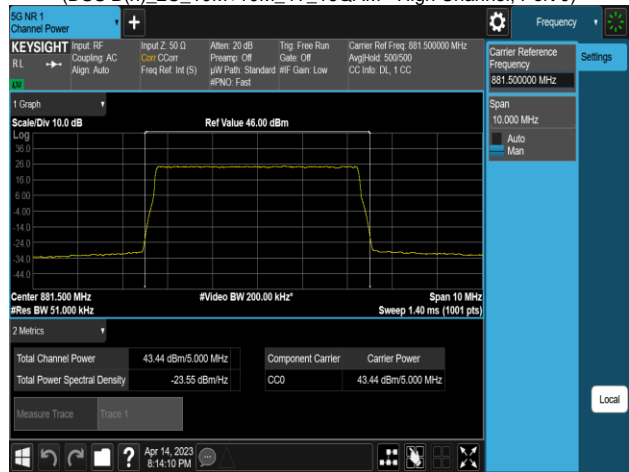 5G NR 1
Channel Power
Frequency
KEYSIGHT
RL
LXI
Input: RF
Coupling: AC
Align: Auto
Input Z: 50 Ω
Corr CCorr
Freq Ref: Int (S)
Atten: 20 dB
Preamp: Off
µW Path: Standard
#PNO: Fast
Trig: Free Run
Gate: Off
#IF Gain: Low
Carrier Ref Freq: 881.500000 MHz
Avg|Hold: 500/500
CC Info: DL, 1 CC
Carrier Reference
Frequency
881.500000 MHz
Settings
Span
10.000 MHz
Auto
Man
1 Graph
Scale/Div 10.0 dB
Ref Value 46.00 dBm
Log
36.0
26.0
16.0
6.00
-4.00
-14.0
-24.0
-34.0
-44.0
Center 881.500 MHz
#Video BW 200.00 kHz*
Span 10 MHz
#Res BW 51.000 kHz
Sweep 1.40 ms (1001 pts)
2 Metrics
Total Channel Power 43.44 dBm/5.000 MHz
Total Power Spectral Density -23.55 dBm/Hz
Component Carrier Carrier Power
CC0 43.44 dBm/5.000 MHz
Measure Trace Trace 1
Local
Apr 14, 2023
8:14:10 PM